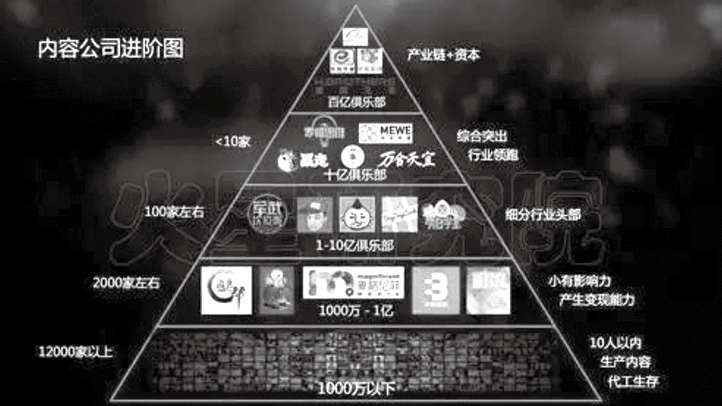 内容公司进阶图
产业链+资本
H.BROTHERS
百亿俱乐部
<10家
MEWE
综合突出
行业领跑
暴走
万合天宜
十亿俱乐部
100家左右
细分行业头部
1-10亿俱乐部
2000家左右
小有影响力
产生变现能力
1000万 - 1亿
12000家以上
10人以内
生产内容
代工生存
1000万以下